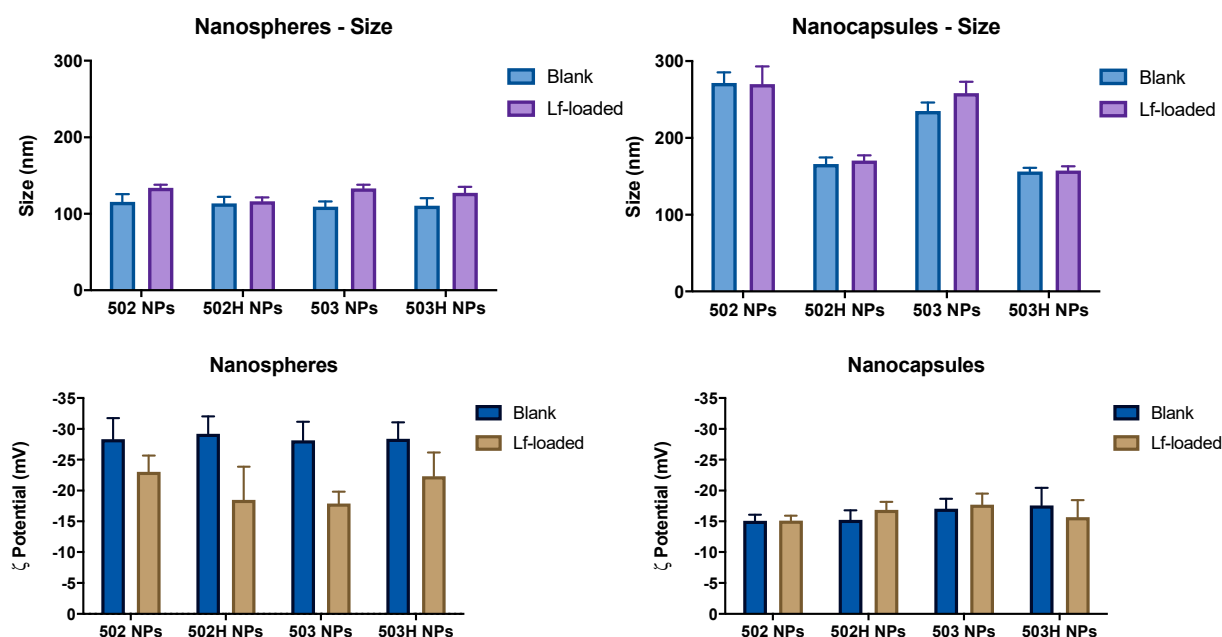 Nanospheres - Size
300
200
100
0
Size (nm)
502 NPs 502H NPs 503 NPs 503H NPs
Blank
Lf-loaded
Nanocapsules - Size
300
200
100
0
Size (nm)
502 NPs 502H NPs 503 NPs 503H NPs
Blank
Lf-loaded
Nanospheres
-35
-30
-25
-20
-15
-10
-5
0
ζ Potential (mV)
502 NPs 502H NPs 503 NPs 503H NPs
Blank
Lf-loaded
Nanocapsules
-35
-30
-25
-20
-15
-10
-5
0
ζ Potential (mV)
502 NPs 502H NPs 503 NPs 503H NPs
Blank
Lf-loaded